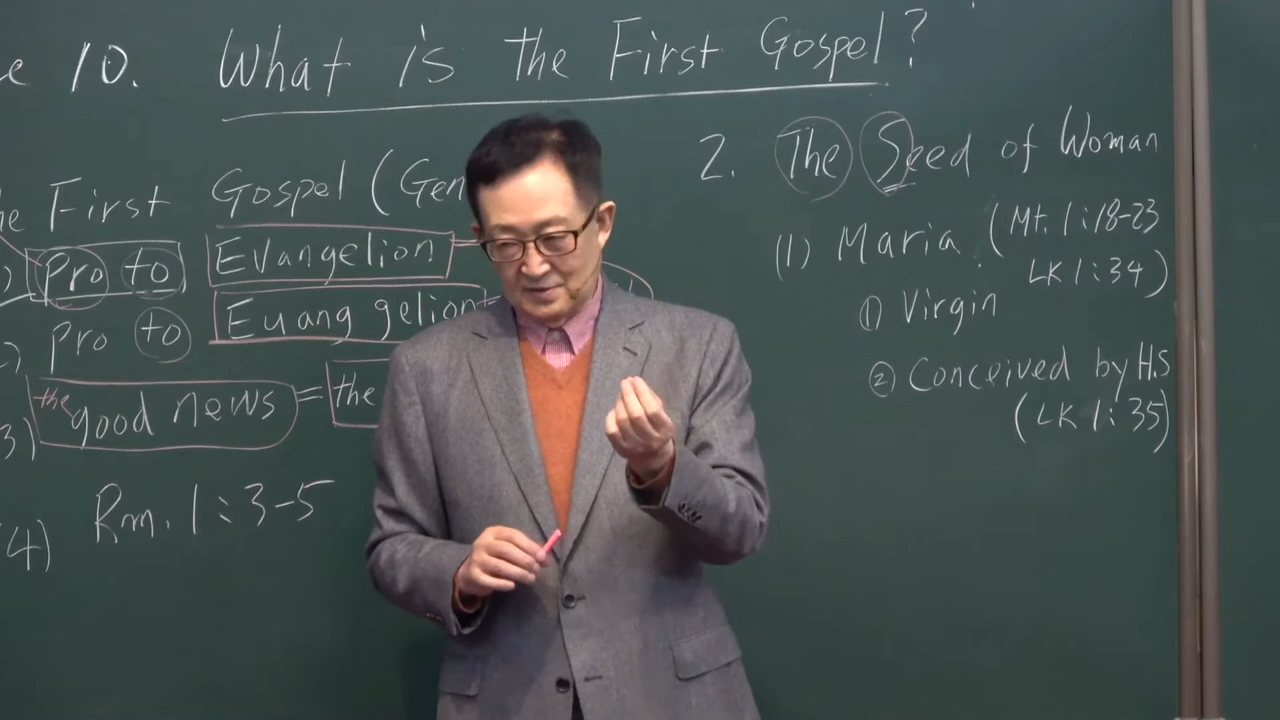 e 10. What is the First Gospel?
he First Gospel (Gen
) Pro to Evangelion =
Euangelion
) Pro to
3) the good news = the
(4) Rm. 1:3-5
2. The Seed of Woman
(1) Maria (Mt. 1:18-23
LK 1:34)
① Virgin
② Conceived by H.S
(LK 1:35)